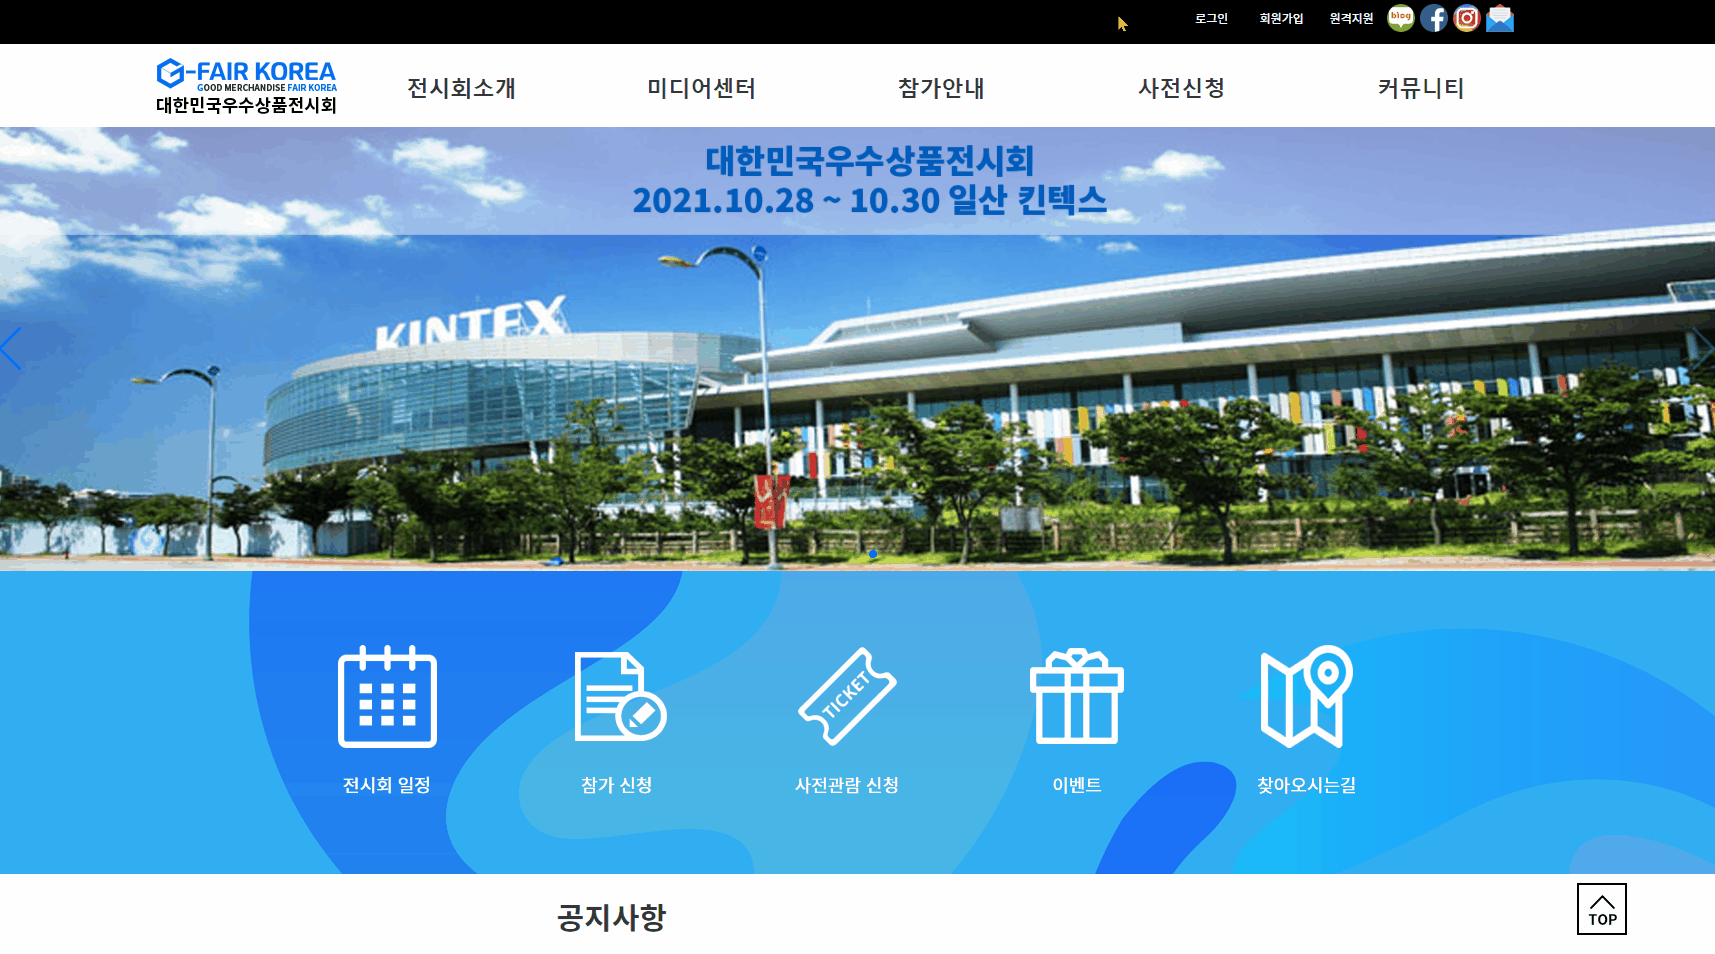 로그인 회원가입 원격지원 blog
G-FAIR KOREA
GOOD MERCHANDISE FAIR KOREA
대한민국우수상품전시회
전시회소개 미디어센터 참가안내 사전신청 커뮤니티
대한민국우수상품전시회
2021.10.28 ~ 10.30 일산 킨텍스
KINTEX
TICKET
전시회 일정 참가 신청 사전관람 신청 이벤트 찾아오시는길
공지사항
TOP